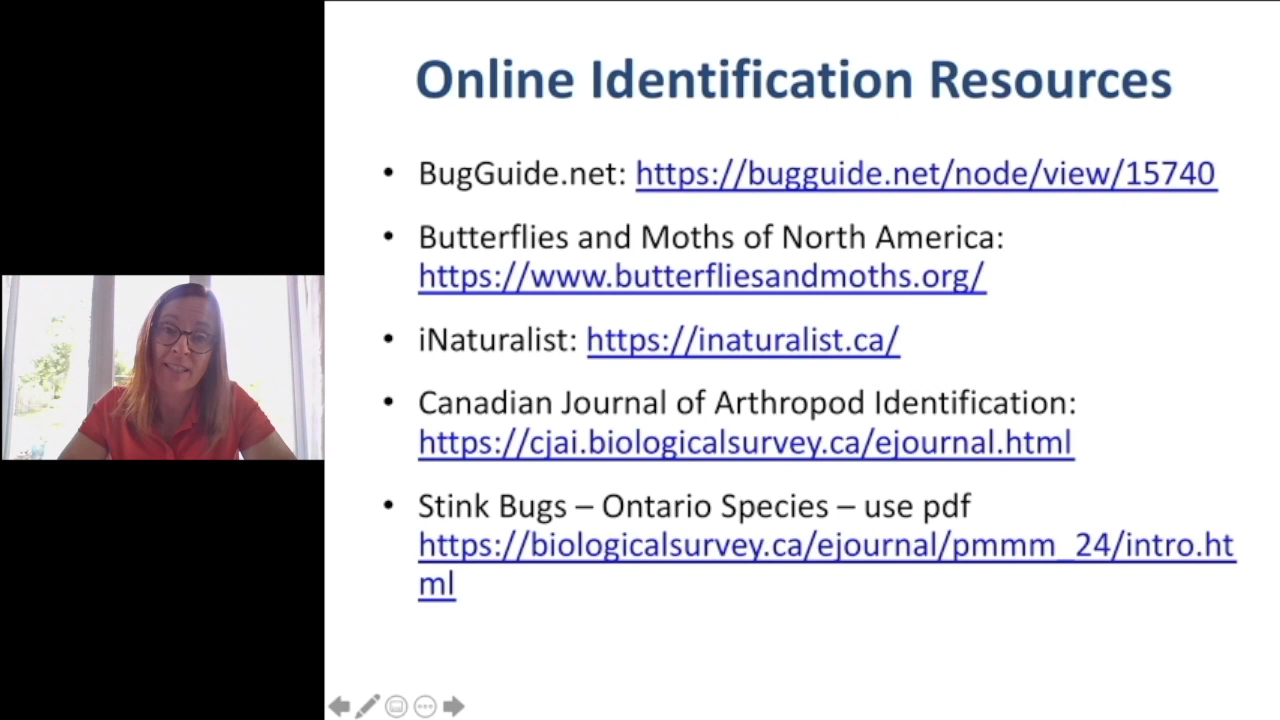 Online Identification Resources
• BugGuide.net: https://bugguide.net/node/view/15740
• Butterflies and Moths of North America:
https://www.butterfliesandmoths.org/
• iNaturalist: https://inaturalist.ca/
• Canadian Journal of Arthropod Identification:
https://cjai.biologicalsurvey.ca/ejournal.html
• Stink Bugs – Ontario Species – use pdf
https://biologicalsurvey.ca/ejournal/pmmm_24/intro.ht
ml